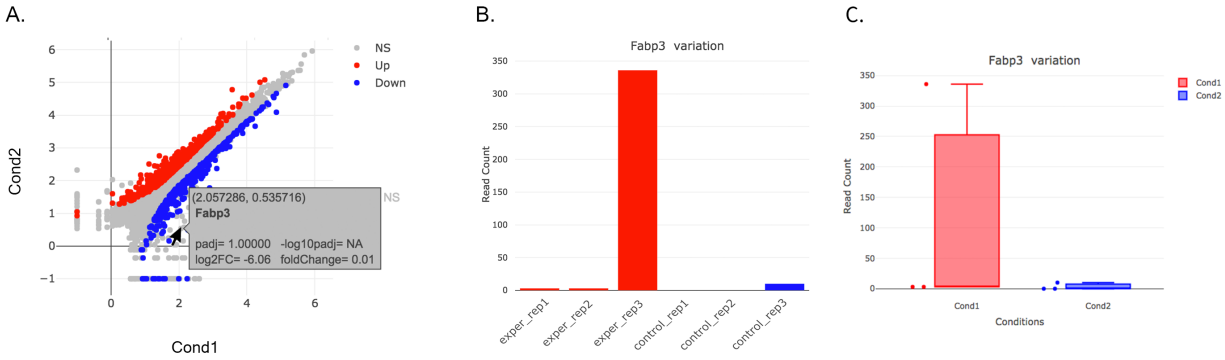 A.
6
5
4
3
2
1
0
−1
0
2
4
6
Cond2
Cond1
NS
Up
Down
NS
(2.057286, 0.535716)
Fabp3
padj= 1.00000 -log10padj= NA
log2FC= -6.06 foldChange= 0.01
B.
Fabp3 variation
350
300
250
200
150
100
50
0
Read Count
exper_rep1
exper_rep2
exper_rep3
control_rep1
control_rep2
control_rep3
C.
Fabp3 variation
350
300
250
200
150
100
50
0
Read Count
Cond1
Cond2
Conditions
Cond1
Cond2